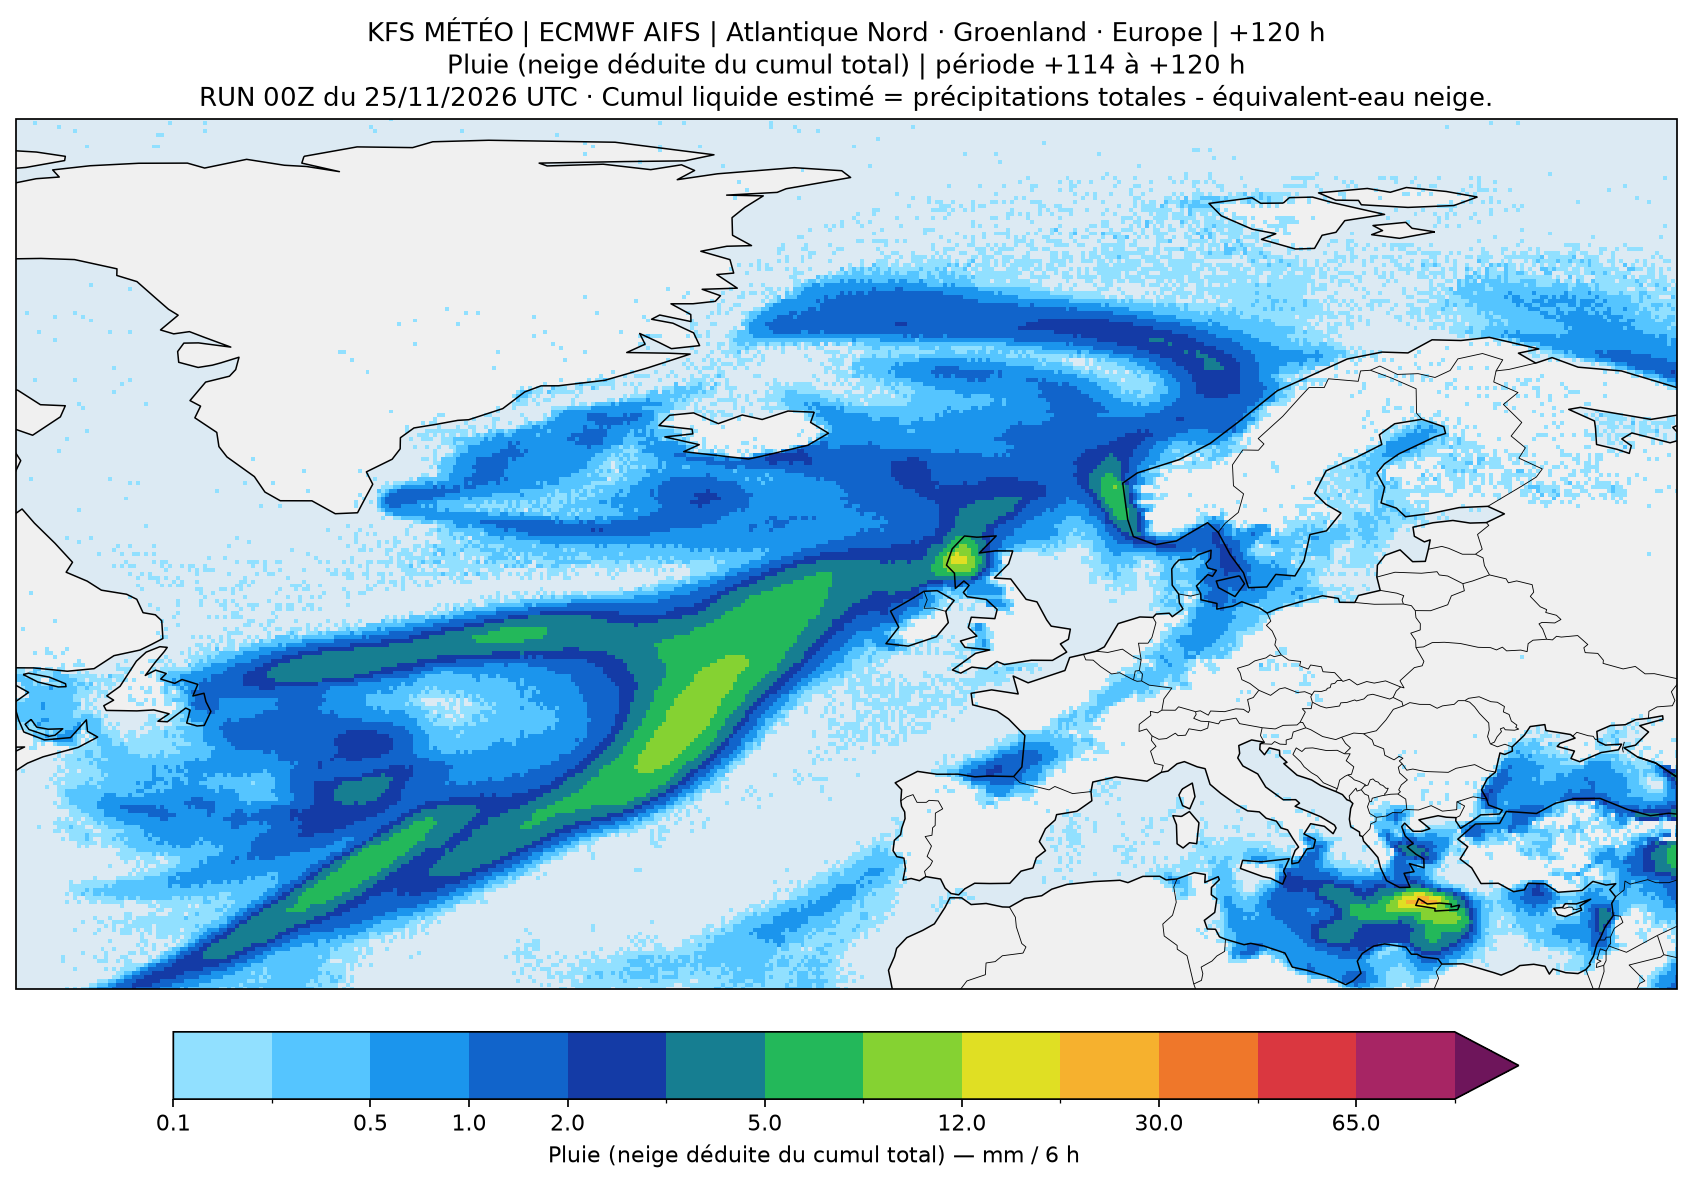 KFS MÉTÉO | ECMWF AIFS | Atlantique Nord · Groenland · Europe | +120 h
Pluie (neige déduite du cumul total) | période +114 à +120 h
RUN 00Z du 25/11/2026 UTC · Cumul liquide estimé = précipitations totales - équivalent-eau neige.
0.1 0.5 1.0 2.0 5.0 12.0 30.0 65.0
Pluie (neige déduite du cumul total) — mm / 6 h